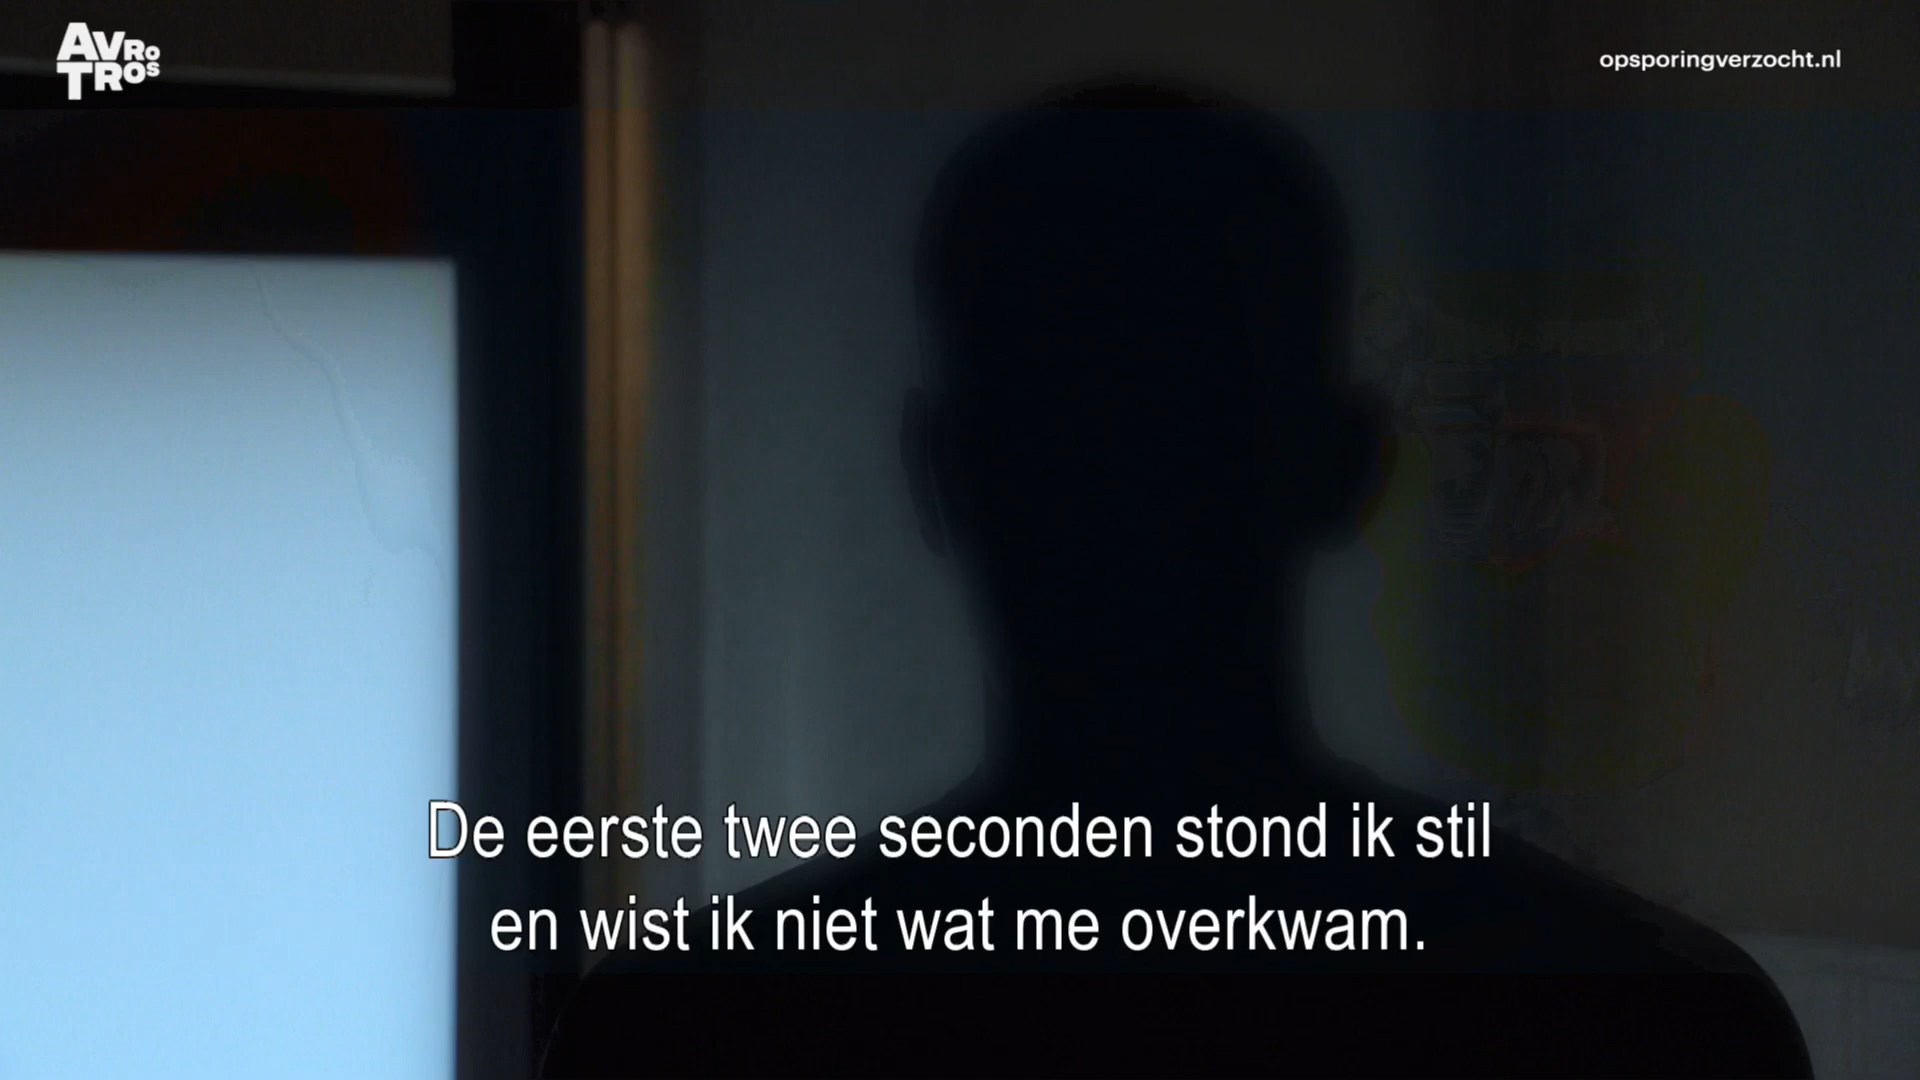 AVRO
TROS
opsporingverzocht.nl
De eerste twee seconden stond ik stil
en wist ik niet wat me overkwam.